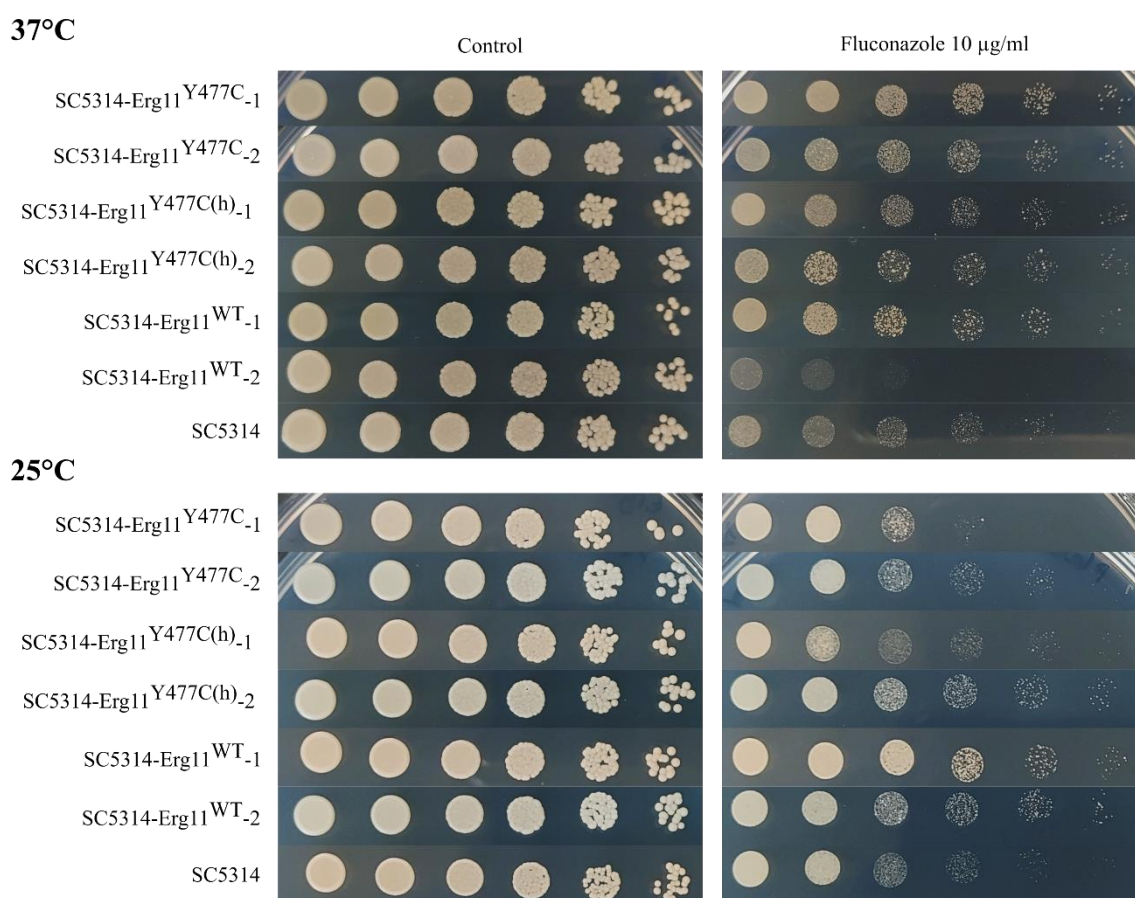 37°C
Control
Fluconazole 10 µg/ml
SC5314-Erg11Y477C-1
SC5314-Erg11Y477C-2
SC5314-Erg11Y477C(h)-1
SC5314-Erg11Y477C(h)-2
SC5314-Erg11WT-1
SC5314-Erg11WT-2
SC5314
25°C
SC5314-Erg11Y477C-1
SC5314-Erg11Y477C-2
SC5314-Erg11Y477C(h)-1
SC5314-Erg11Y477C(h)-2
SC5314-Erg11WT-1
SC5314-Erg11WT-2
SC5314